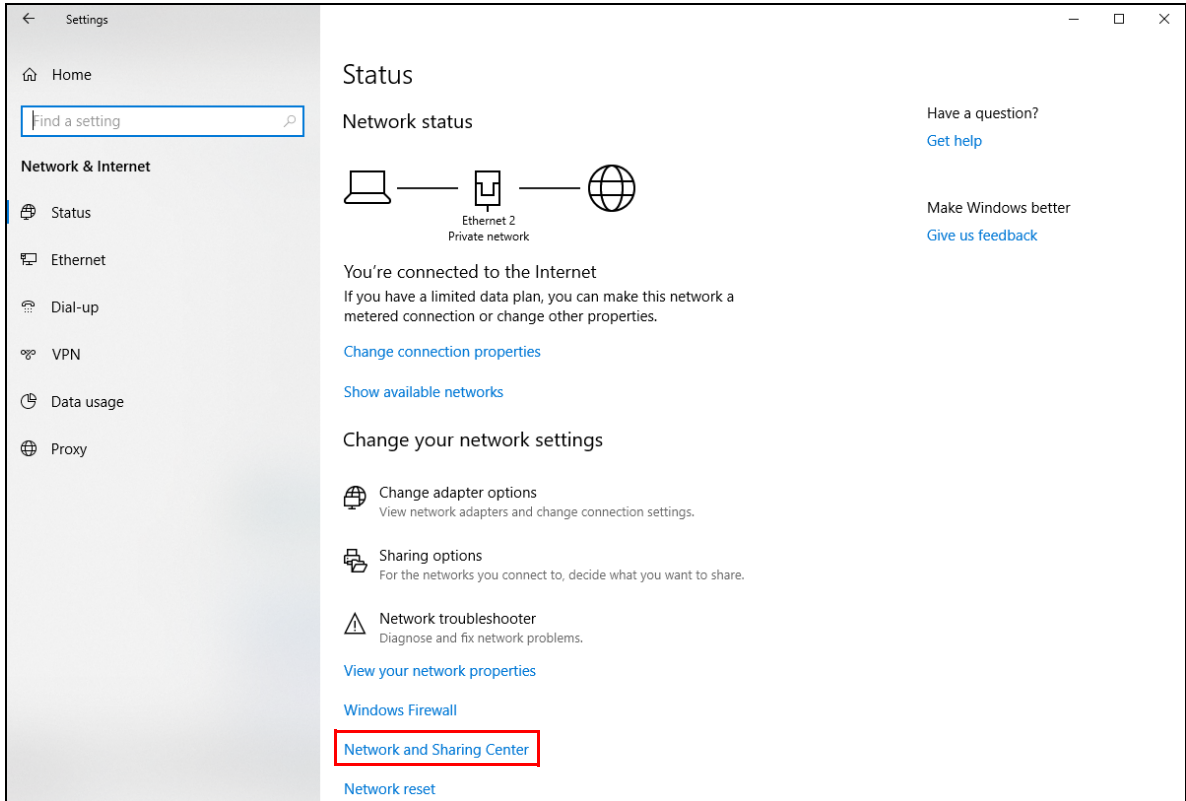 Settings
Home
Find a setting
Network & Internet
Status
Ethernet
Dial-up
VPN
Data usage
Proxy
Status
Network status
Ethernet 2
Private network
You're connected to the Internet
If you have a limited data plan, you can make this network a
metered connection or change other properties.
Change connection properties
Show available networks
Change your network settings
Change adapter options
View network adapters and change connection settings.
Sharing options
For the networks you connect to, decide what you want to share.
Network troubleshooter
Diagnose and fix network problems.
View your network properties
Windows Firewall
Network and Sharing Center
Network reset
Have a question?
Get help
Make Windows better
Give us feedback